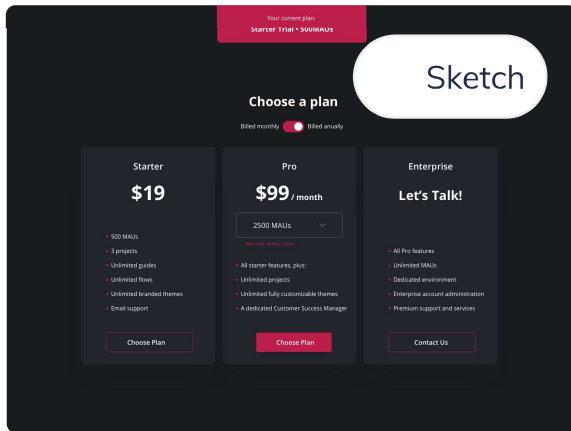 Your current plan:
Starter Trial • 500MAUs
Sketch
Choose a plan
Billed monthly
Billed anually
Starter
$19
• 500 MAUs
• 3 projects
• Unlimited guides
• Unlimited flows
• Unlimited branded themes
• Email support
Choose Plan
Pro
$99 / month
2500 MAUs
Monthly active users
• All starter features, plus:
• Unlimited projects
• Unlimited fully customizable themes
• A dedicated Customer Success Manager
Choose Plan
Enterprise
Let's Talk!
• All Pro features
• Unlimited MAUs
• Dedicated environment
• Enterprise account administration
• Premium support and services
Contact Us